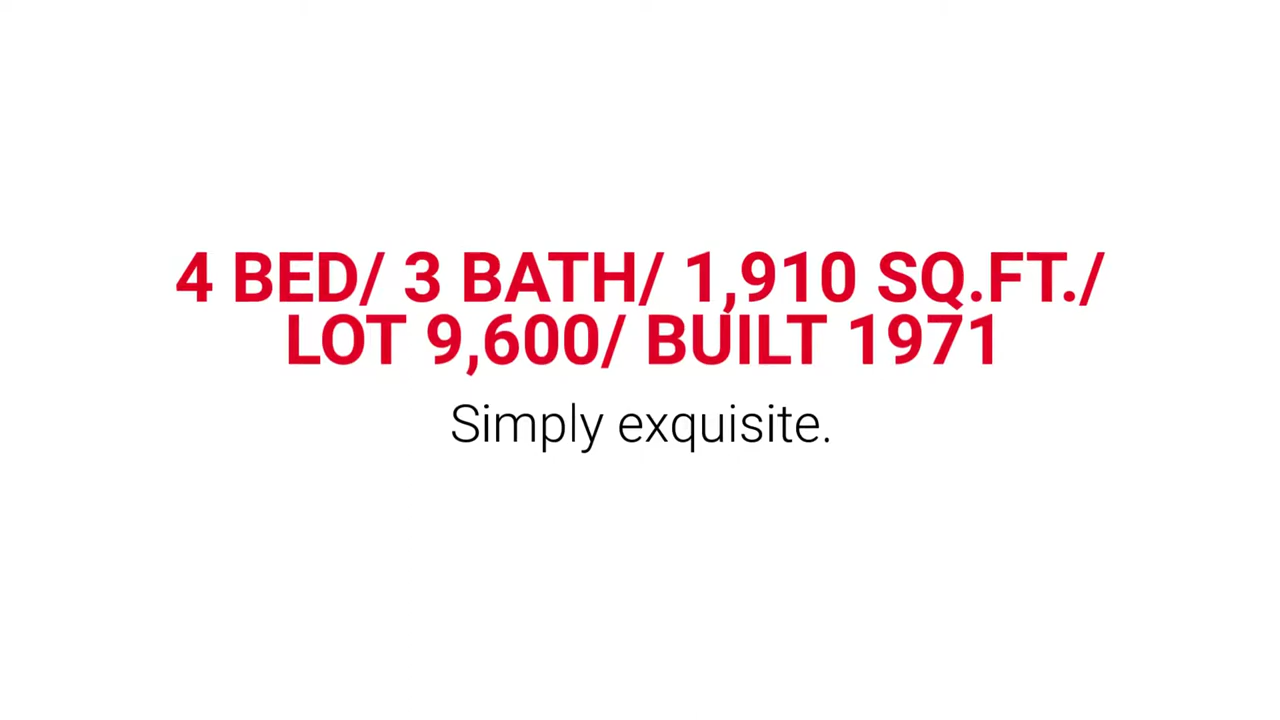 4 BED/ 3 BATH/ 1,910 SQ.FT./
LOT 9,600/ BUILT 1971
Simply exquisite.